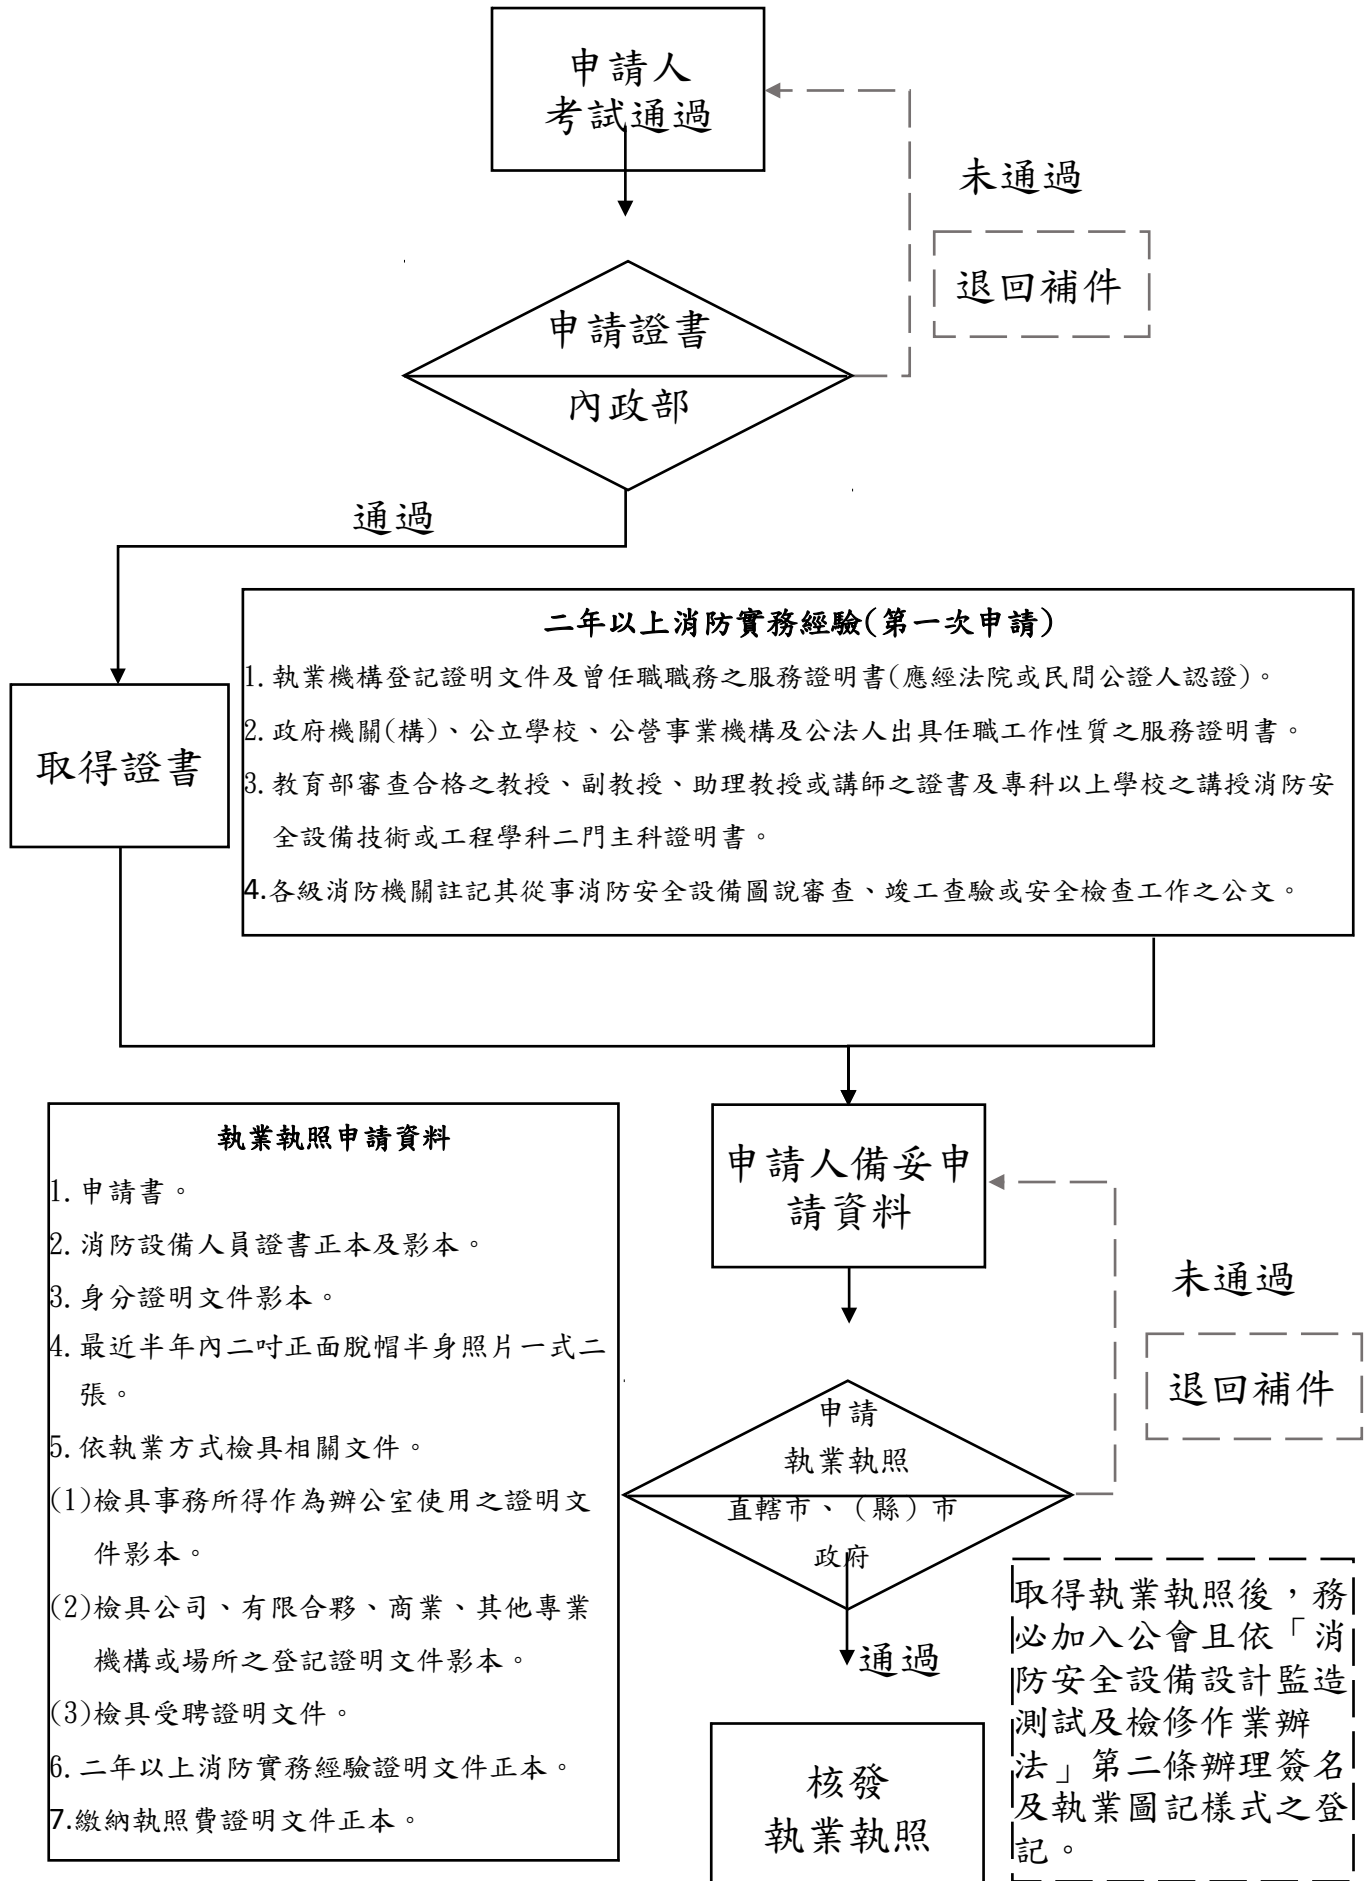 申請人
考試通過
未通過
退回補件
申請證書
內政部
通過
二年以上消防實務經驗(第一次申請)
1.執業機構登記證明文件及曾任職職務之服務證明書(應經法院或民間公證人認證)。
2.政府機關(構)、公立學校、公營事業機構及公法人出具任職工作性質之服務證明書。
3.教育部審查合格之教授、副教授、助理教授或講師之證書及專科以上學校之講授消防安
全設備技術或工程學科二門主科證明書。
4.各級消防機關註記其從事消防安全設備圖說審查、竣工查驗或安全檢查工作之公文。
取得證書
執業執照申請資料
1.申請書。
2.消防設備人員證書正本及影本。
3.身分證明文件影本。
4.最近半年內二吋正面脫帽半身照片一式二
張。
5.依執業方式檢具相關文件。
(1)檢具事務所得作為辦公室使用之證明文
件影本。
(2)檢具公司、有限合夥、商業、其他專業
機構或場所之登記證明文件影本。
(3)檢具受聘證明文件。
6.二年以上消防實務經驗證明文件正本。
7.繳納執照費證明文件正本。
申請人備妥申
請資料
未通過
退回補件
申請
執業執照
直轄市、（縣）市
政府
通過
核發
執業執照
取得執業執照後，務
必加入公會且依「消
防安全設備設計監造
測試及檢修作業辦
法」第二條辦理簽名
及執業圖記樣式之登
記。